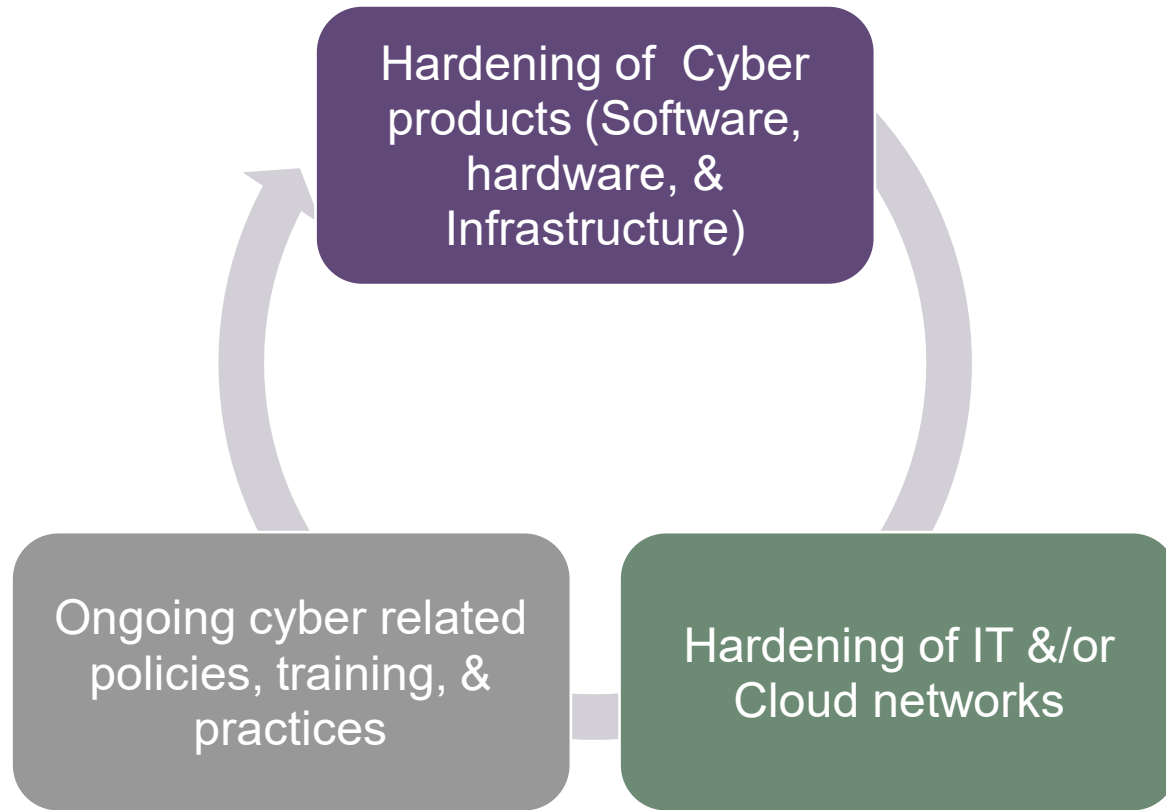 Hardening of  Cyber
products (Software,
hardware, &
Infrastructure)
Ongoing cyber related
policies, training, &
practices
Hardening of IT &/or
Cloud networks